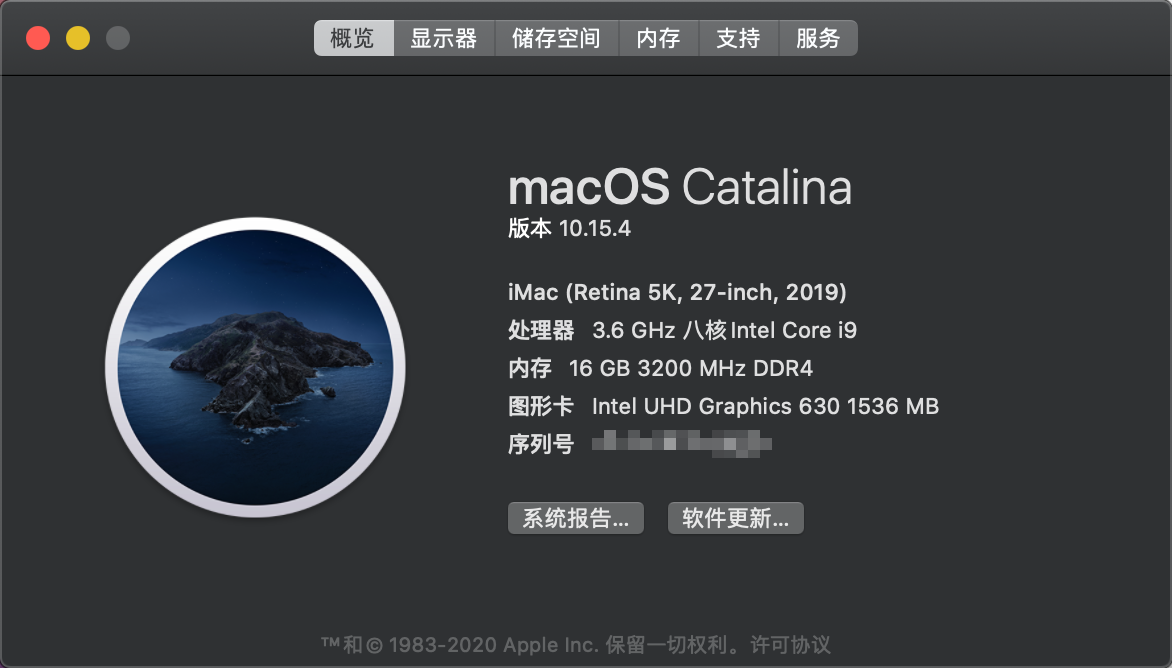 概览 显示器 储存空间 内存 支持 服务
macOS Catalina
版本 10.15.4
iMac (Retina 5K, 27-inch, 2019)
处理器 3.6 GHz 八核Intel Core i9
内存 16 GB 3200 MHz DDR4
图形卡 Intel UHD Graphics 630 1536 MB
序列号
系统报告... 软件更新...
™和© 1983-2020 Apple Inc. 保留一切权利。许可协议